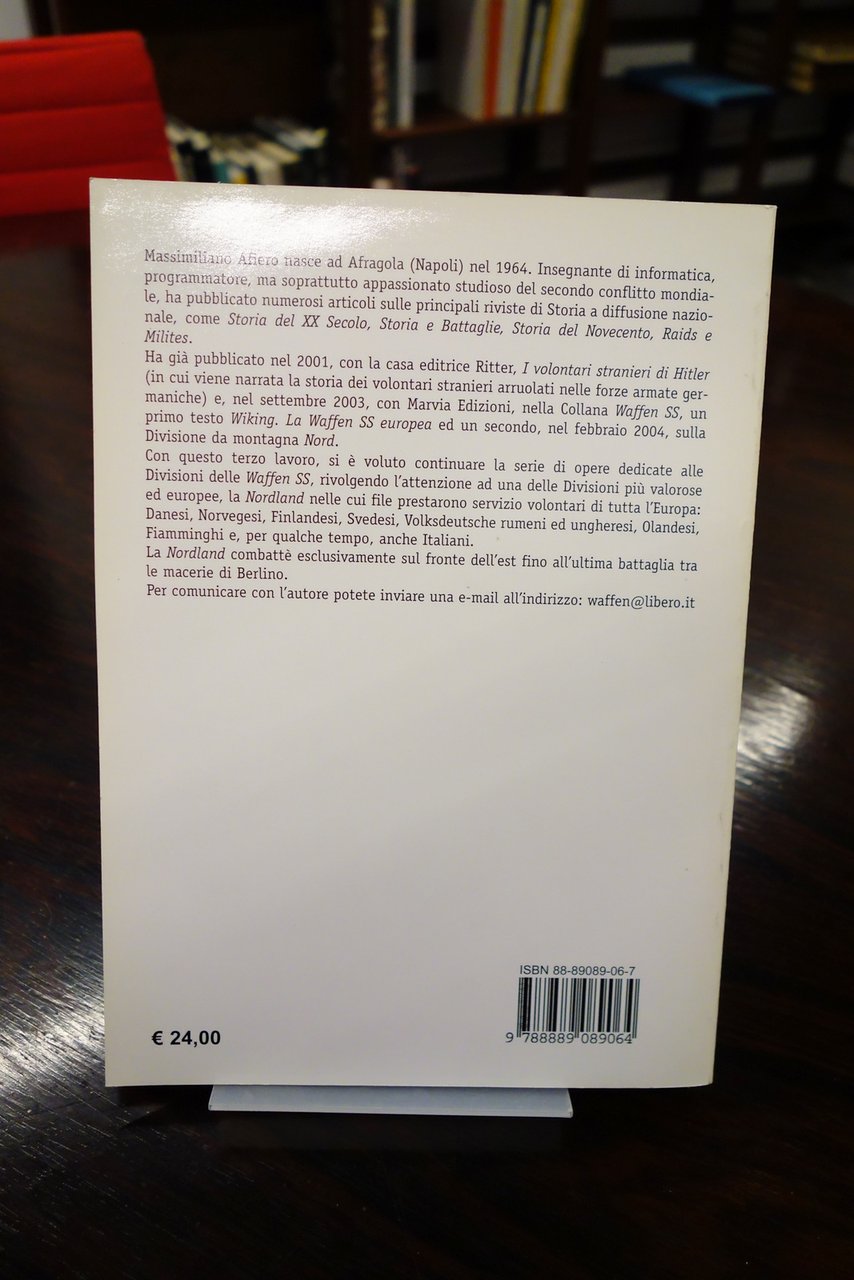 Massimiliano Afiero nasce ad Afragola (Napoli) nel 1964. Insegnante di informatica,
programmatore, ma soprattutto appassionato studioso del secondo conflitto mondia-
le, ha pubblicato numerosi articoli sulle principali riviste di Storia a diffusione nazio-
nale, come Storia del XX Secolo, Storia e Battaglie, Storia del Novecento, Raids e
Milites.
Ha già pubblicato nel 2001, con la casa editrice Ritter, I volontari stranieri di Hitler
(in cui viene narrata la storia dei volontari stranieri arruolati nelle forze armate ger-
maniche) e, nel settembre 2003, con Marvia Edizioni, nella Collana Waffen SS, un
primo testo Wiking. La Waffen SS europea ed un secondo, nel febbraio 2004, sulla
Divisione da montagna Nord.
Con questo terzo lavoro, si è voluto continuare la serie di opere dedicate alle
Divisioni delle Waffen SS, rivolgendo l'attenzione ad una delle Divisioni più valorose
ed europee, la Nordland nelle cui file prestarono servizio volontari di tutta l'Europa:
Danesi, Norvegesi, Finlandesi, Svedesi, Volksdeutsche rumeni ed ungheresi, Olandesi,
Fiamminghi e, per qualche tempo, anche Italiani.
La Nordland combattè esclusivamente sul fronte dell'est fino all'ultima battaglia tra
le macerie di Berlino.
Per comunicare con l'autore potete inviare una e-mail all'indirizzo: waffen@libero.it
ISBN 88-89089-06-7
9 788889 089064
€ 24,00